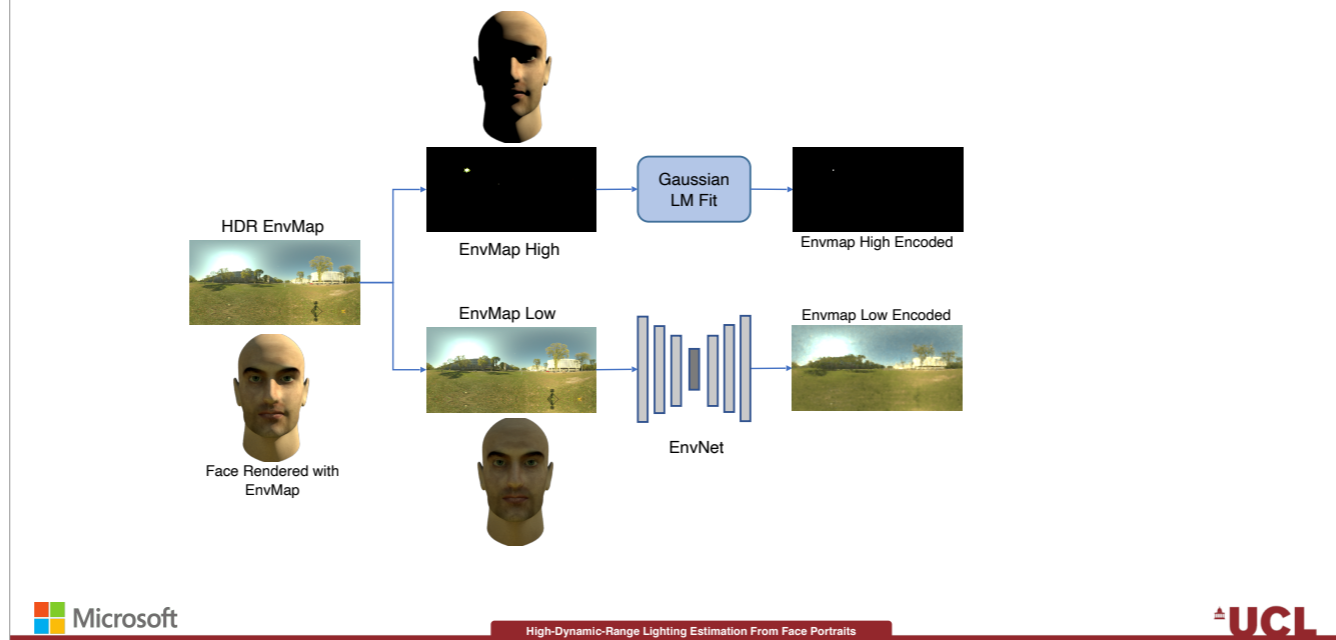 HDR EnvMap
Face Rendered with
EnvMap
EnvMap High
Gaussian
LM Fit
Envmap High Encoded
EnvMap Low
EnvNet
Envmap Low Encoded
Microsoft
High-Dynamic-Range Lighting Estimation From Face Portraits
UCL